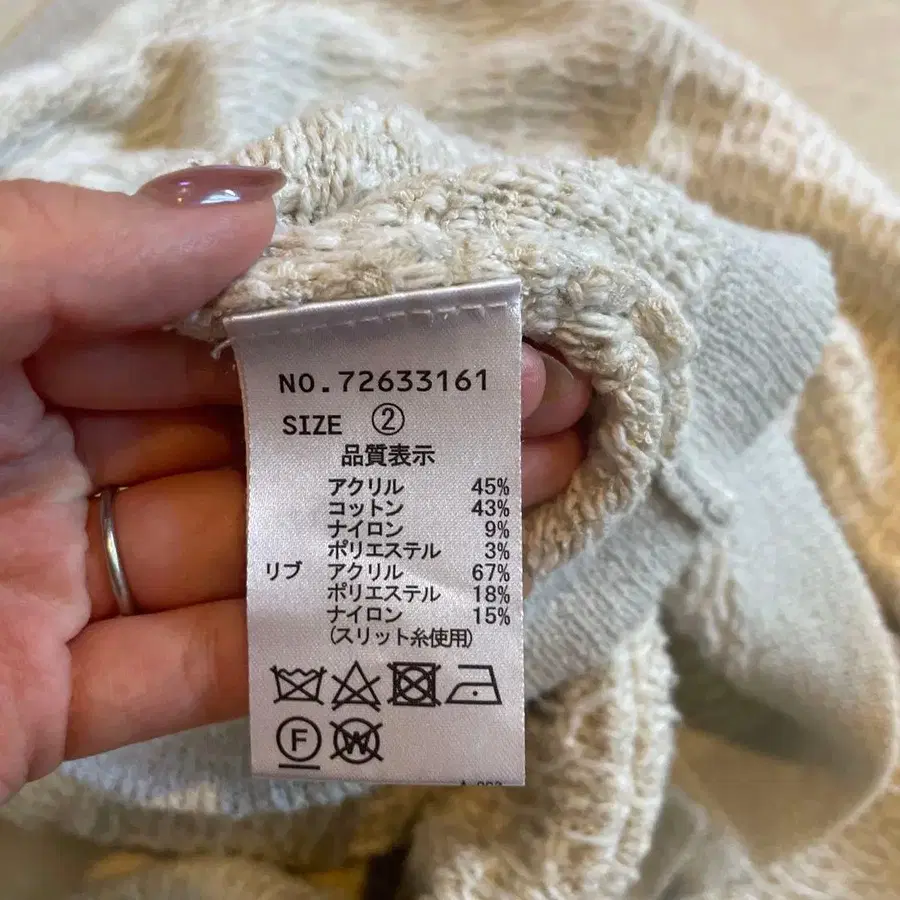 NO.72633161
SIZE ②
品質表示
アクリル 45%
コットン 43%
ナイロン 9%
ポリエステル 3%
リブ アクリル 67%
ポリエステル 18%
ナイロン 15%
(スリット糸使用)
F W